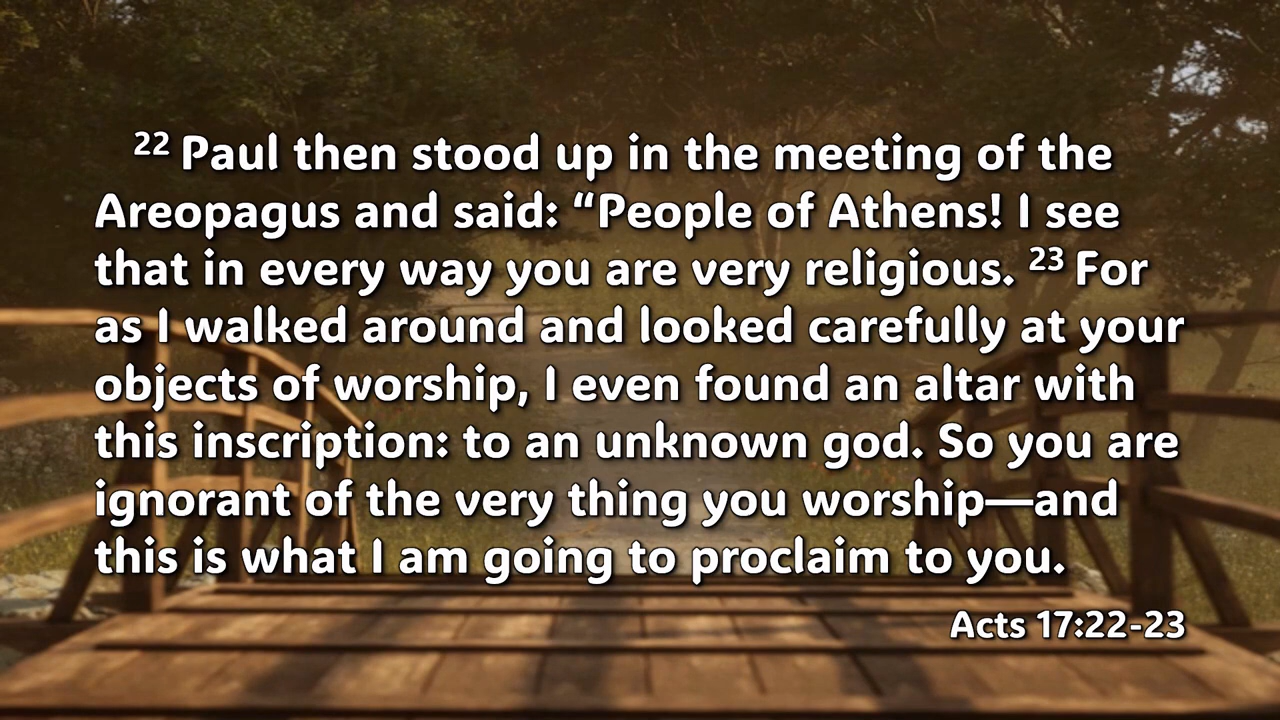 22 Paul then stood up in the meeting of the
Areopagus and said: “People of Athens! I see
that in every way you are very religious. 23 For
as I walked around and looked carefully at your
objects of worship, I even found an altar with
this inscription: to an unknown god. So you are
ignorant of the very thing you worship—and
this is what I am going to proclaim to you.
Acts 17:22-23